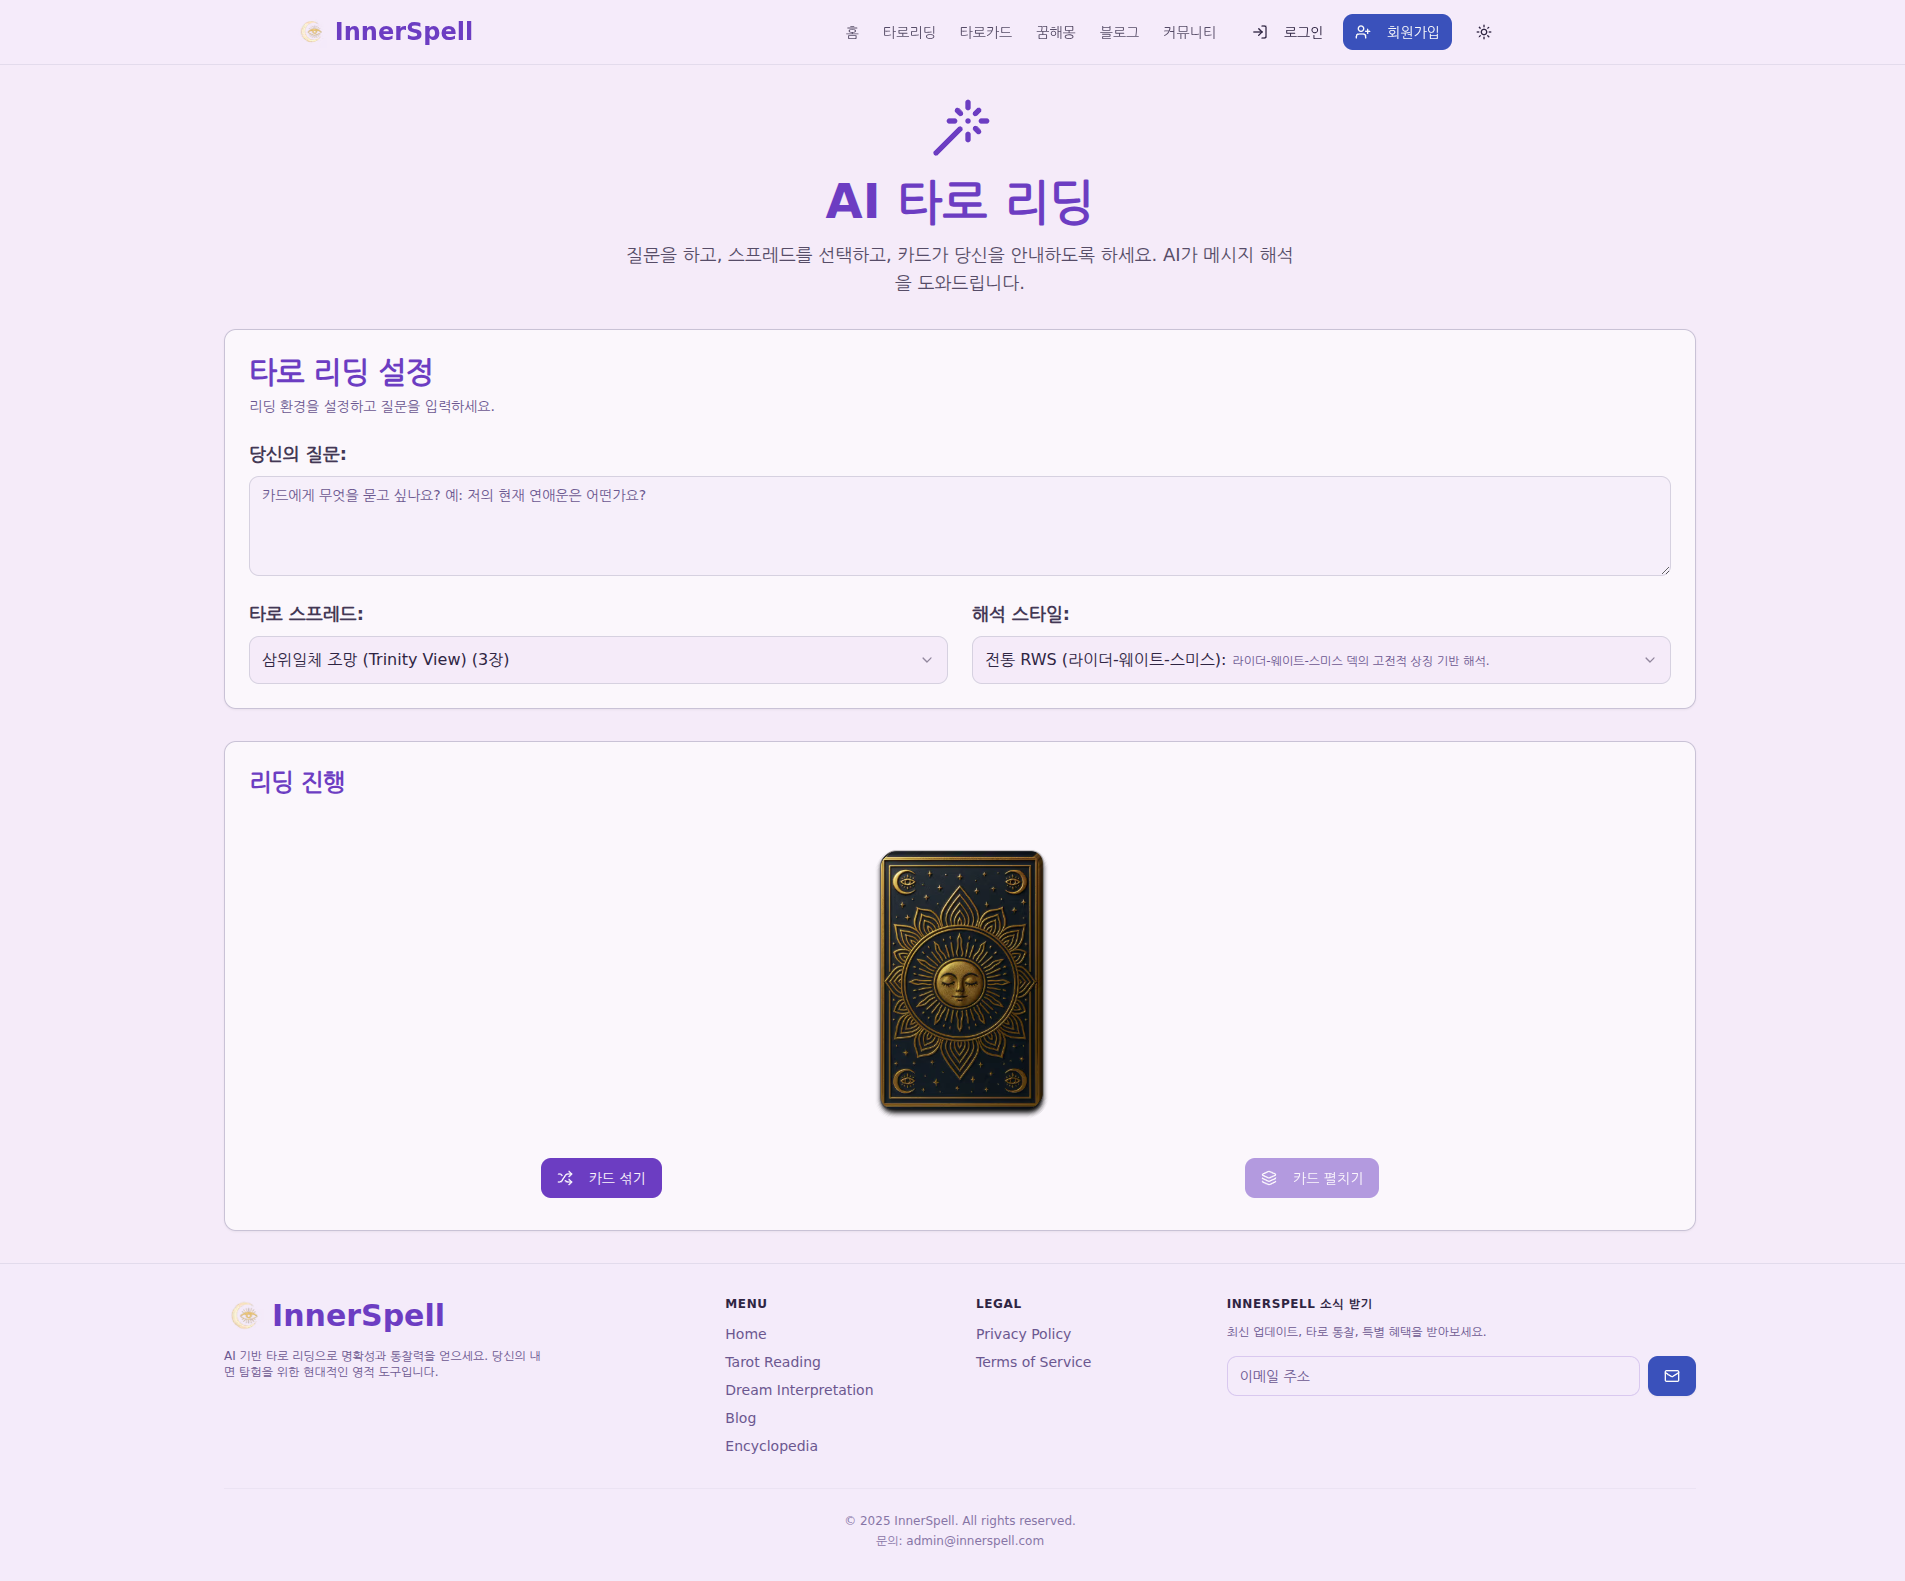 InnerSpell
홈
타로리딩
타로카드
꿈해몽
블로그
커뮤니티
로그인
회원가입
AI 타로 리딩
질문을 하고, 스프레드를 선택하고, 카드가 당신을 안내하도록 하세요. AI가 메시지 해석
을 도와드립니다.
타로 리딩 설정
리딩 환경을 설정하고 질문을 입력하세요.
당신의 질문:
카드에게 무엇을 묻고 싶나요? 예: 저의 현재 연애운은 어떤가요?
타로 스프레드:
삼위일체 조망 (Trinity View) (3장)
해석 스타일:
전통 RWS (라이더-웨이트-스미스): 라이더-웨이트-스미스 덱의 고전적 상징 기반 해석.
리딩 진행
카드 섞기
카드 펼치기
InnerSpell
AI 기반 타로 리딩으로 명확성과 통찰력을 얻으세요. 당신의 내
면 탐험을 위한 현대적인 영적 도구입니다.
MENU
Home
Tarot Reading
Dream Interpretation
Blog
Encyclopedia
LEGAL
Privacy Policy
Terms of Service
INNERSPELL 소식 받기
최신 업데이트, 타로 통찰, 특별 혜택을 받아보세요.
이메일 주소
© 2025 InnerSpell. All rights reserved.
문의: admin@innerspell.com